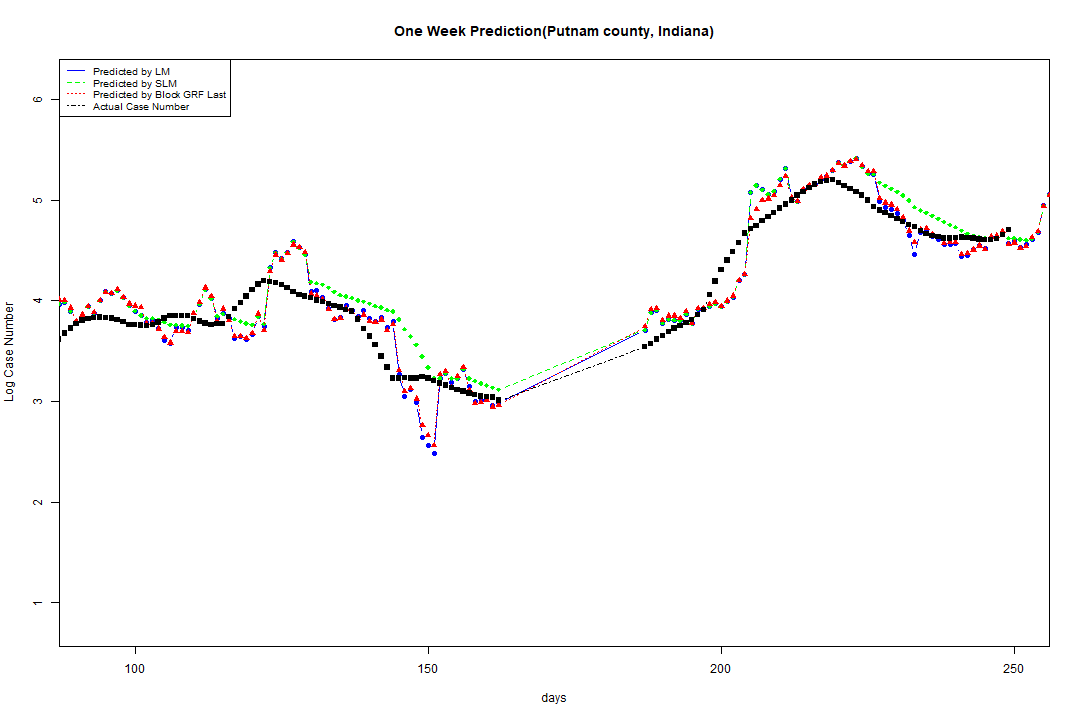 One Week Prediction(Putnam county, Indiana)
Predicted by LM
Predicted by SLM
Predicted by Block GRF Last
Actual Case Number
6
5
4
3
2
1
Log Case Number
100 150 200 250
days